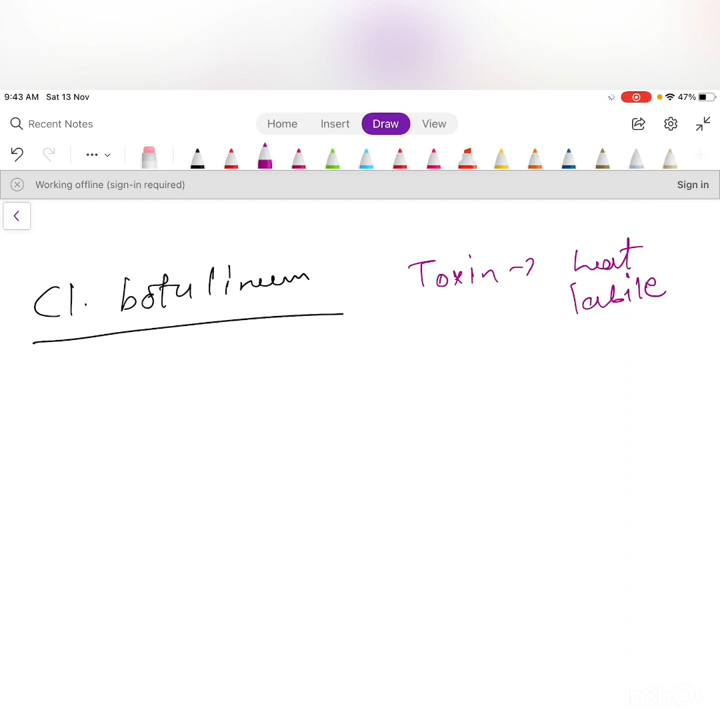 9:43 AM Sat 13 Nov 47%
Recent Notes Home Insert Draw View
Working offline (sign-in required) Sign in
Cl. botulineum Toxin → heat
labile